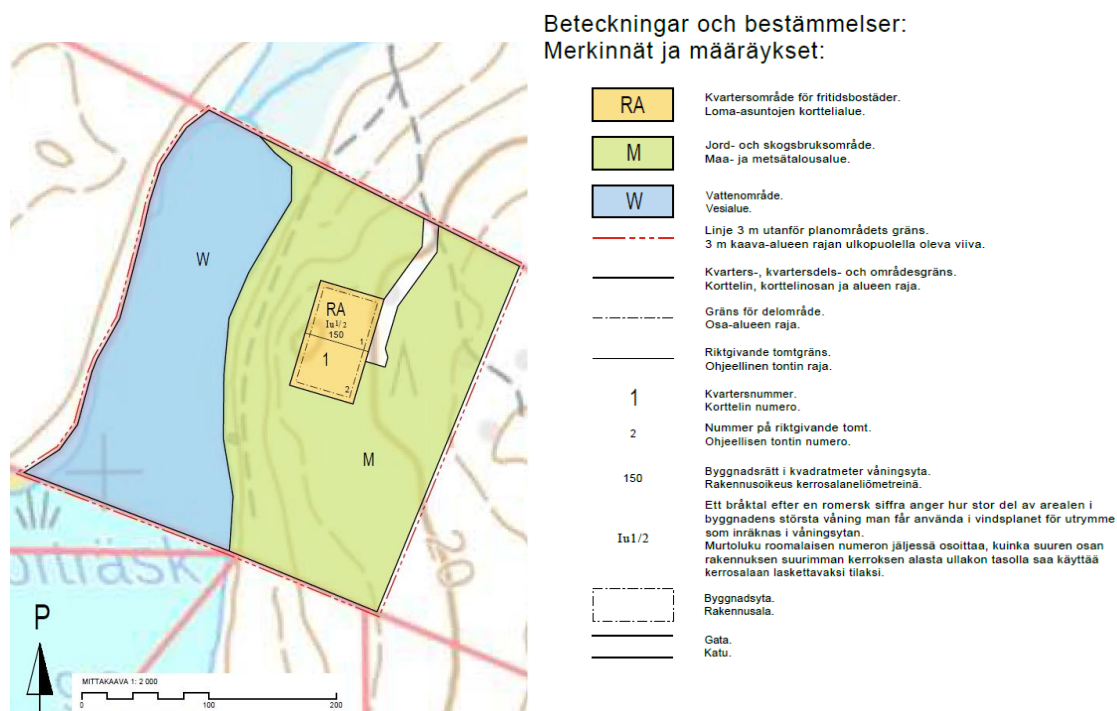 Beteckningar och bestämmelser:
Merkinnät ja määräykset:
RA
Kvartersområde för fritidsbostäder.
Loma-asuntojen korttelialue.
M
Jord- och skogsbruksområde.
Maa- ja metsätalousalue.
W
Vattenområde.
Vesialue.
Linje 3 m utanför planområdets gräns.
3 m kaava-alueen rajan ulkopuolella oleva viiva.
Kvarters-, kvartersdels- och områdesgräns.
Korttelin, korttelinosan ja alueen raja.
Gräns för delområde.
Osa-alueen raja.
Riktgivande tomtgräns.
Ohjeellinen tontin raja.
1
Kvartersnummer.
Korttelin numero.
2
Nummer på riktgivande tomt.
Ohjeellisen tontin numero.
150
Byggnadsrätt i kvadratmeter våningsyta.
Rakennusoikeus kerrosalaneliömetreinä.
Iu1/2
Ett bråktal efter en romersk siffra anger hur stor del av arealen i
byggnadens största våning man får använda i vindsplanet för utrymme
som inräknas i våningsytan.
Murtoluku roomalaisen numeron jäljessä osoittaa, kuinka suuren osan
rakennuksen suurimman kerroksen alasta ullakon tasolla saa käyttää
kerrosalaan laskettavaksi tilaksi.
Byggnadsyta.
Rakennusala.
Gata.
Katu.
W
RA
Iu1/2
150
1
1
2
M
20
P
MITTAKAAVA 1: 2 000
0 100 200